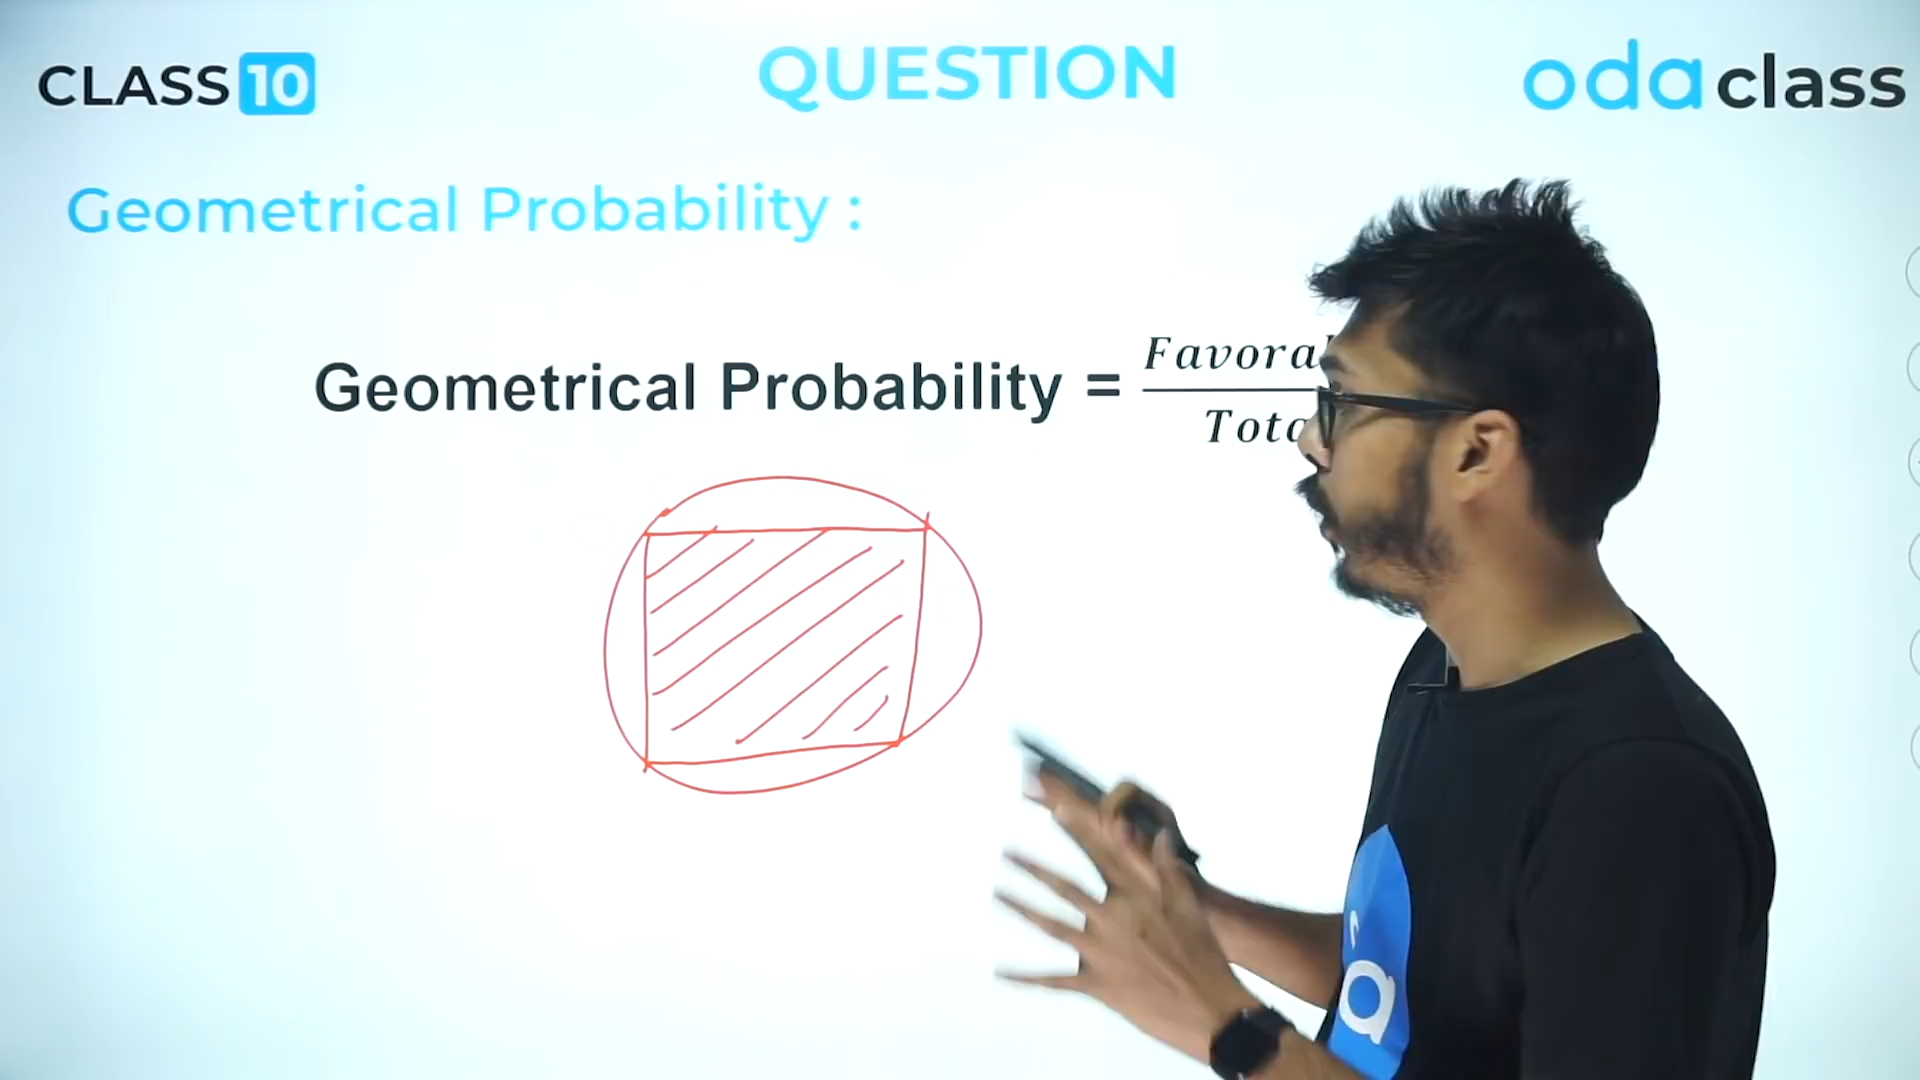 CLASS 10
QUESTION
oda class
Geometrical Probability :
Geometrical Probability =
a